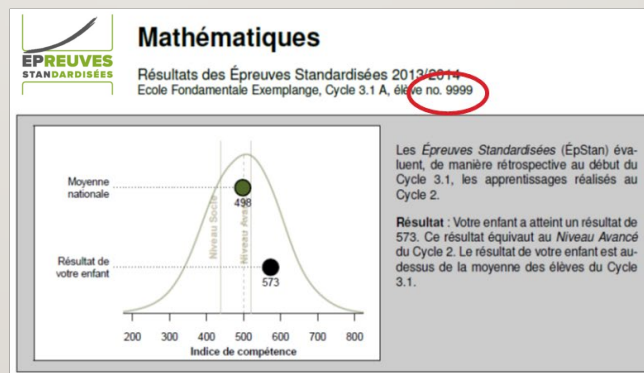 ÉPREUVES
STANDARDISÉES
Mathématiques
Résultats des Épreuves Standardisées 2013/2014
Ecole Fondamentale Exemplange, Cycle 3.1 A, élève no. 9999
Moyenne
nationale
498
Niveau Socle
Niveau Avancé
Résultat de
votre enfant
573
200 300 400 500 600 700 800
Indice de compétence
Les Épreuves Standardisées (ÉpStan) éva-
luent, de manière rétrospective au début du
Cycle 3.1, les apprentissages réalisés au
Cycle 2.
Résultat : Votre enfant a atteint un résultat de
573. Ce résultat équivaut au Niveau Avancé
du Cycle 2. Le résultat de votre enfant est au-
dessus de la moyenne des élèves du Cycle
3.1.